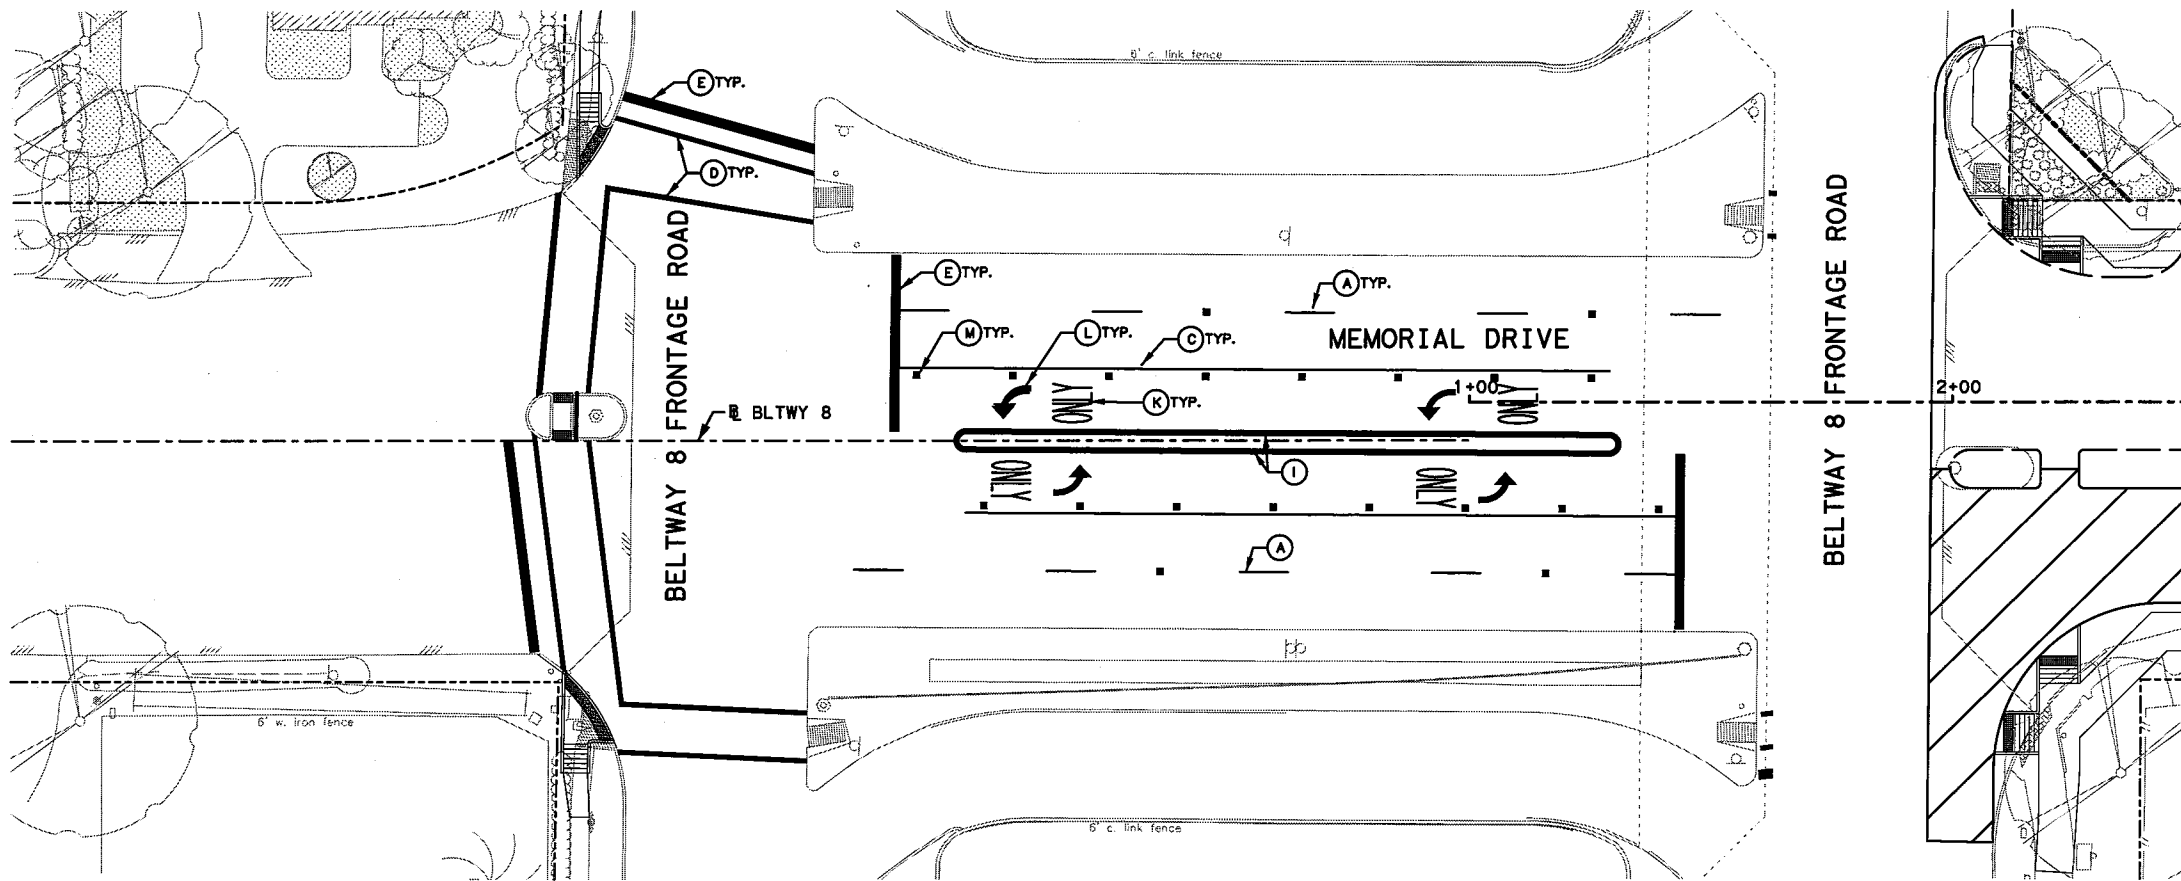 6' c. link fence
E TYP.
D TYP.
BELTWAY 8 FRONTAGE ROAD
E TYP.
A TYP.
M TYP.
L TYP.
C TYP.
MEMORIAL DRIVE
BELTWAY 8 FRONTAGE ROAD
ONLY
K TYP.
1+00
ONLY
2+00
BLTWY 8
ONLY
I
ONLY
A
6' w. iron fence
6' c. link fence